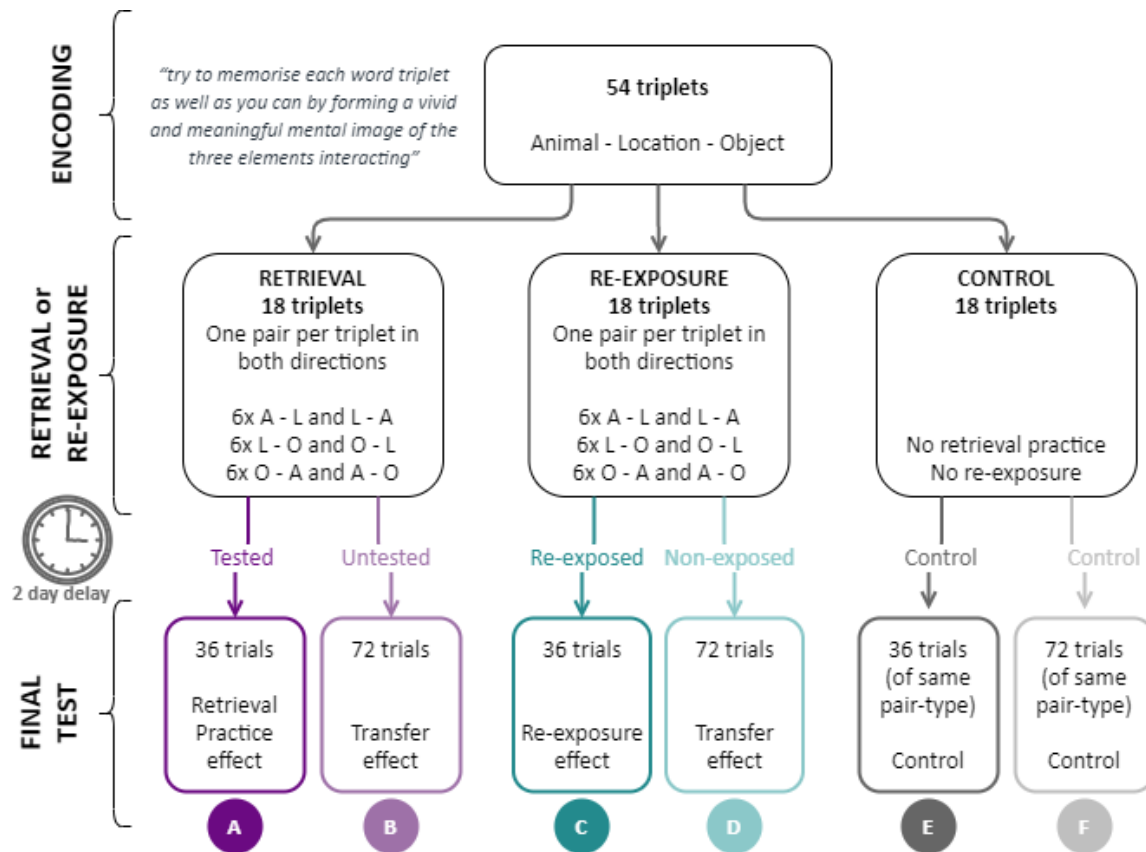 ENCODING
“try to memorise each word triplet
as well as you can by forming a vivid
and meaningful mental image of the
three elements interacting”
54 triplets
Animal - Location - Object
RETRIEVAL or
RE-EXPOSURE
RETRIEVAL
18 triplets
One pair per triplet in
both directions
6x A - L and L - A
6x L - O and O - L
6x O - A and A - O
RE-EXPOSURE
18 triplets
One pair per triplet in
both directions
6x A - L and L - A
6x L - O and O - L
6x O - A and A - O
CONTROL
18 triplets
No retrieval practice
No re-exposure
2 day delay
Tested
Untested
Re-exposed
Non-exposed
Control
Control
FINAL
TEST
36 trials
Retrieval
Practice
effect
72 trials
Transfer
effect
36 trials
Re-exposure
effect
72 trials
Transfer
effect
36 trials
(of same
pair-type)
Control
72 trials
(of same
pair-type)
Control
A
B
C
D
E
F